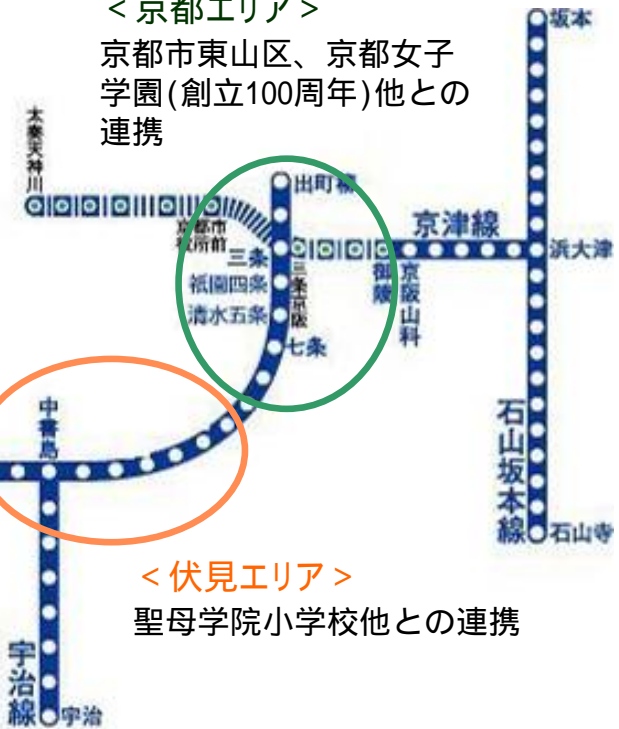 ＜京都エリア＞
京都市東山区、京都女子
学園(創立100周年)他との
連携
坂本
太秦天神川
出町柳
京都市
役所前
三条
三条京阪
御陵
京阪山科
京津線
浜大津
祇園四条
清水五条
七条
中書島
石山坂本線
石山寺
＜伏見エリア＞
聖母学院小学校他との連携
宇治線
宇治